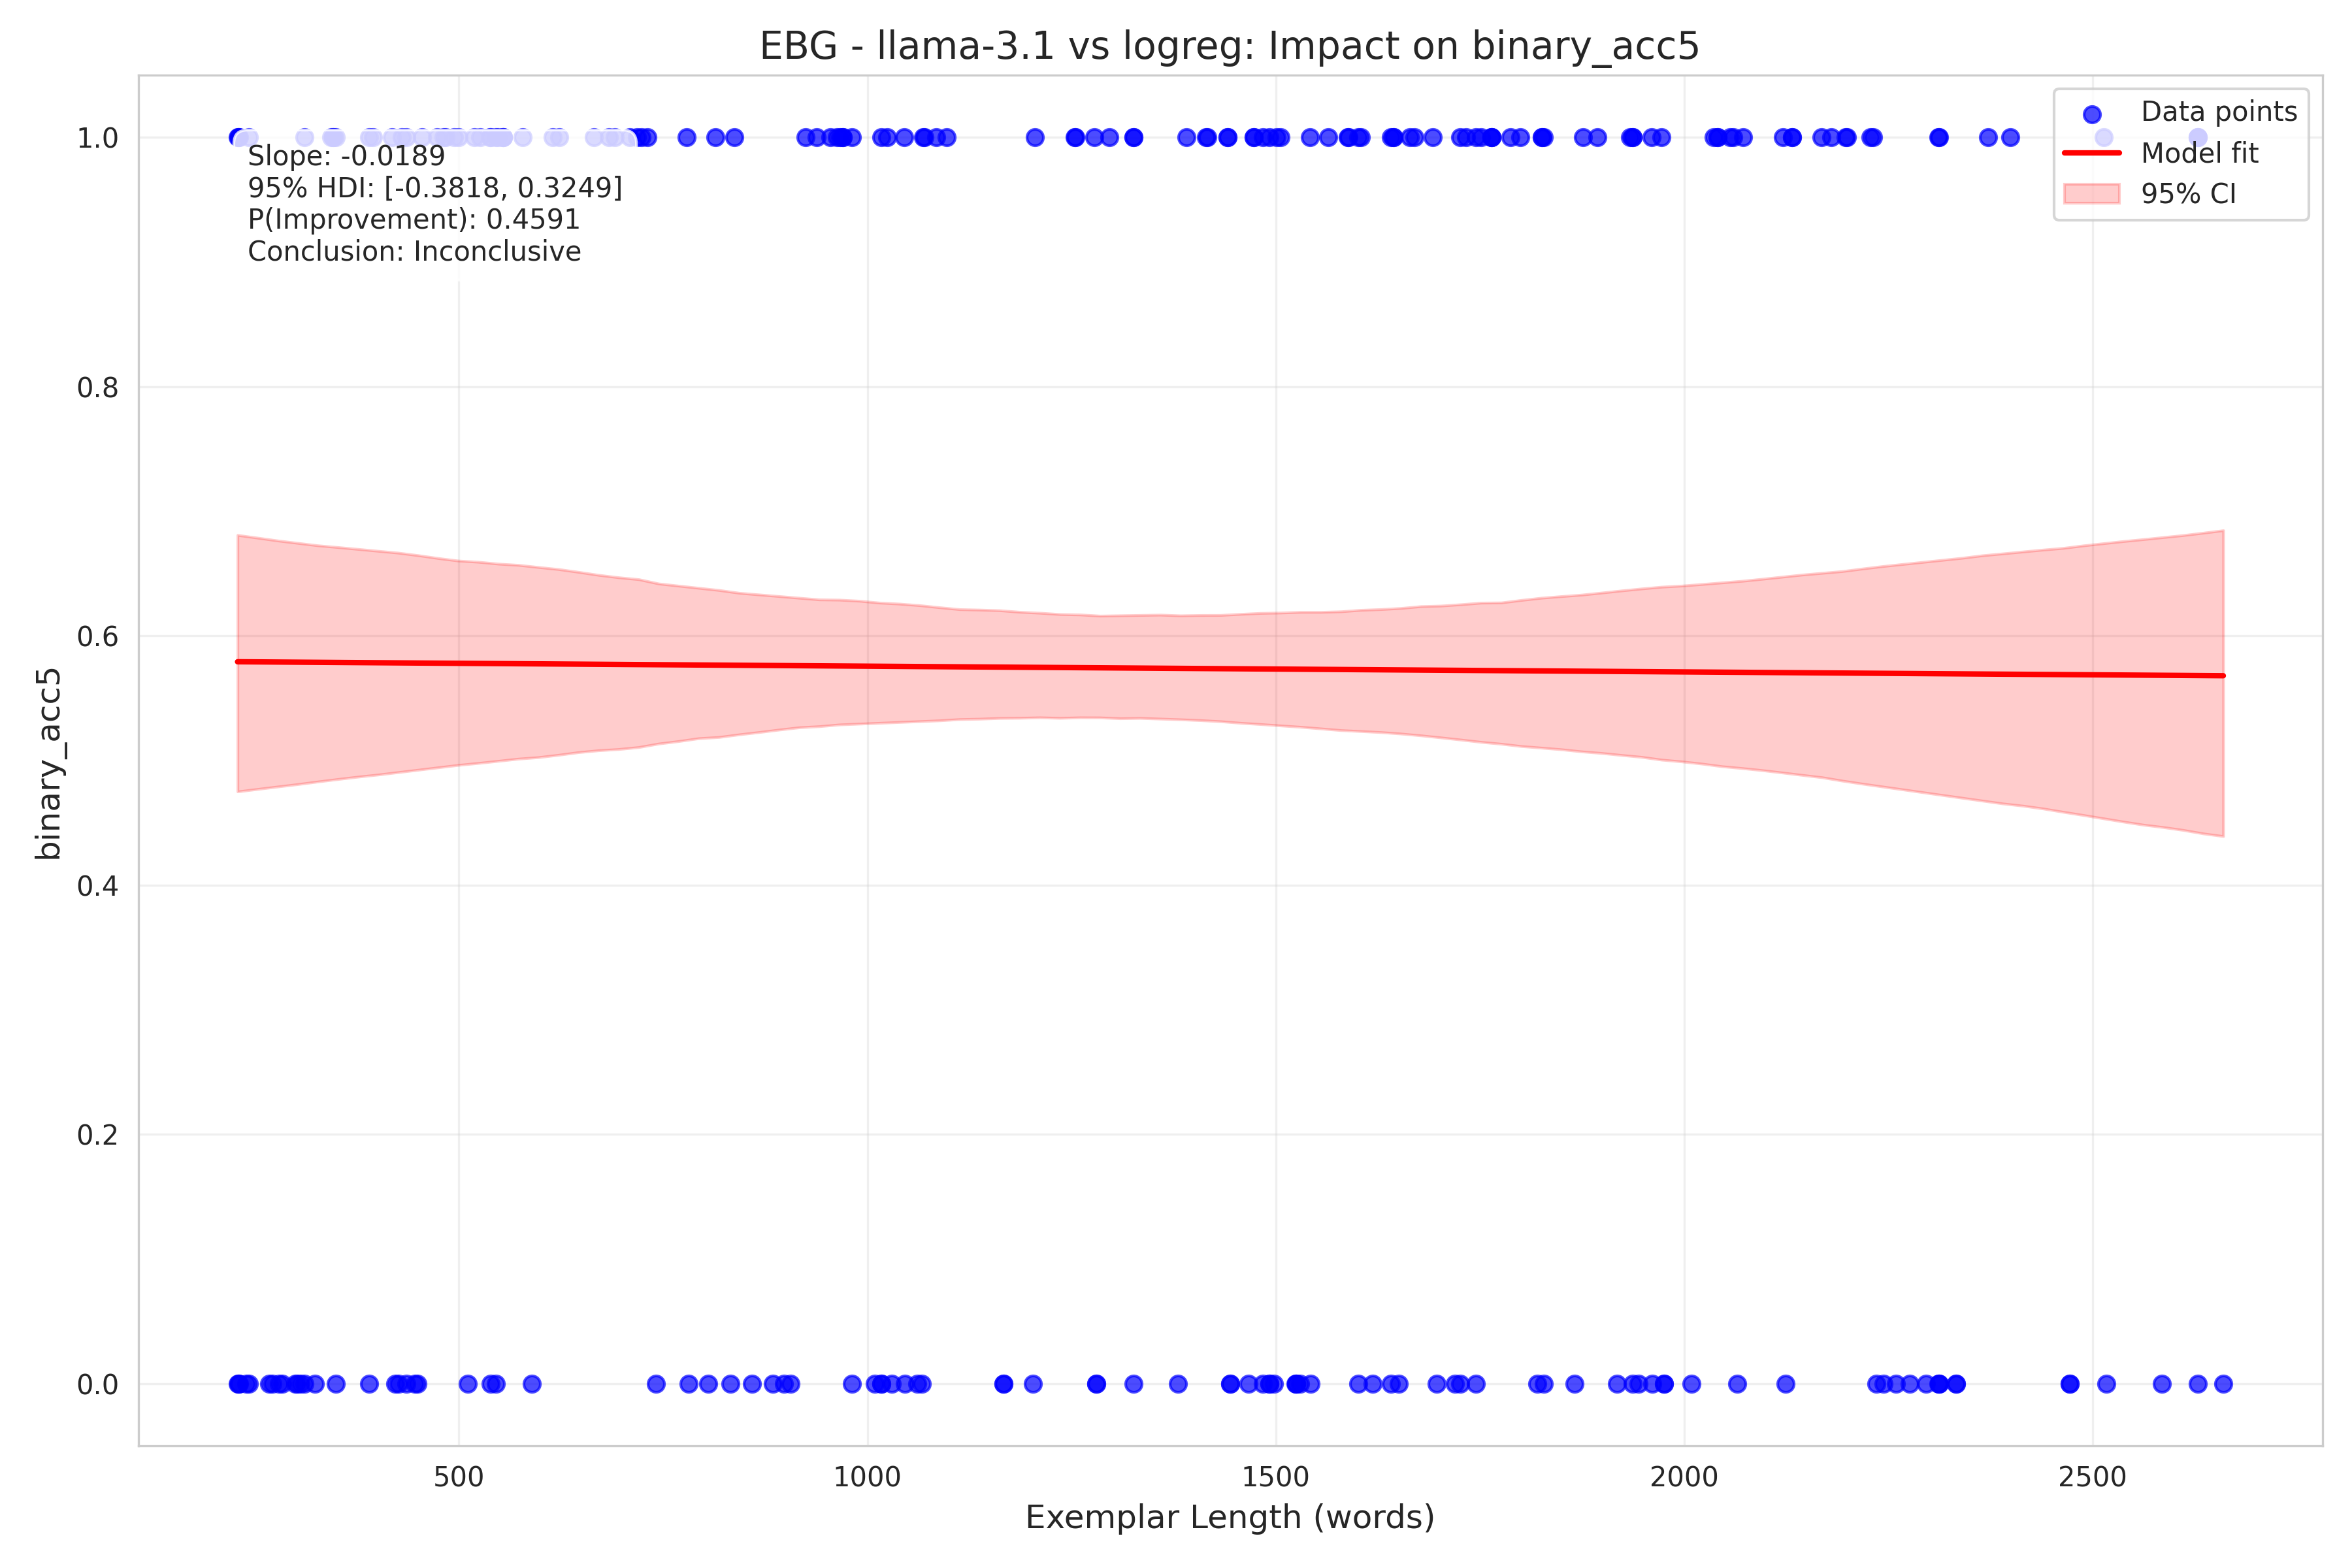 EBG - llama-3.1 vs logreg: Impact on binary_acc5
Data points
Model fit
95% CI
Slope: -0.0189
95% HDI: [-0.3818, 0.3249]
P(Improvement): 0.4591
Conclusion: Inconclusive
binary_acc5
1.0
0.8
0.6
0.4
0.2
0.0
500 1000 1500 2000 2500
Exemplar Length (words)